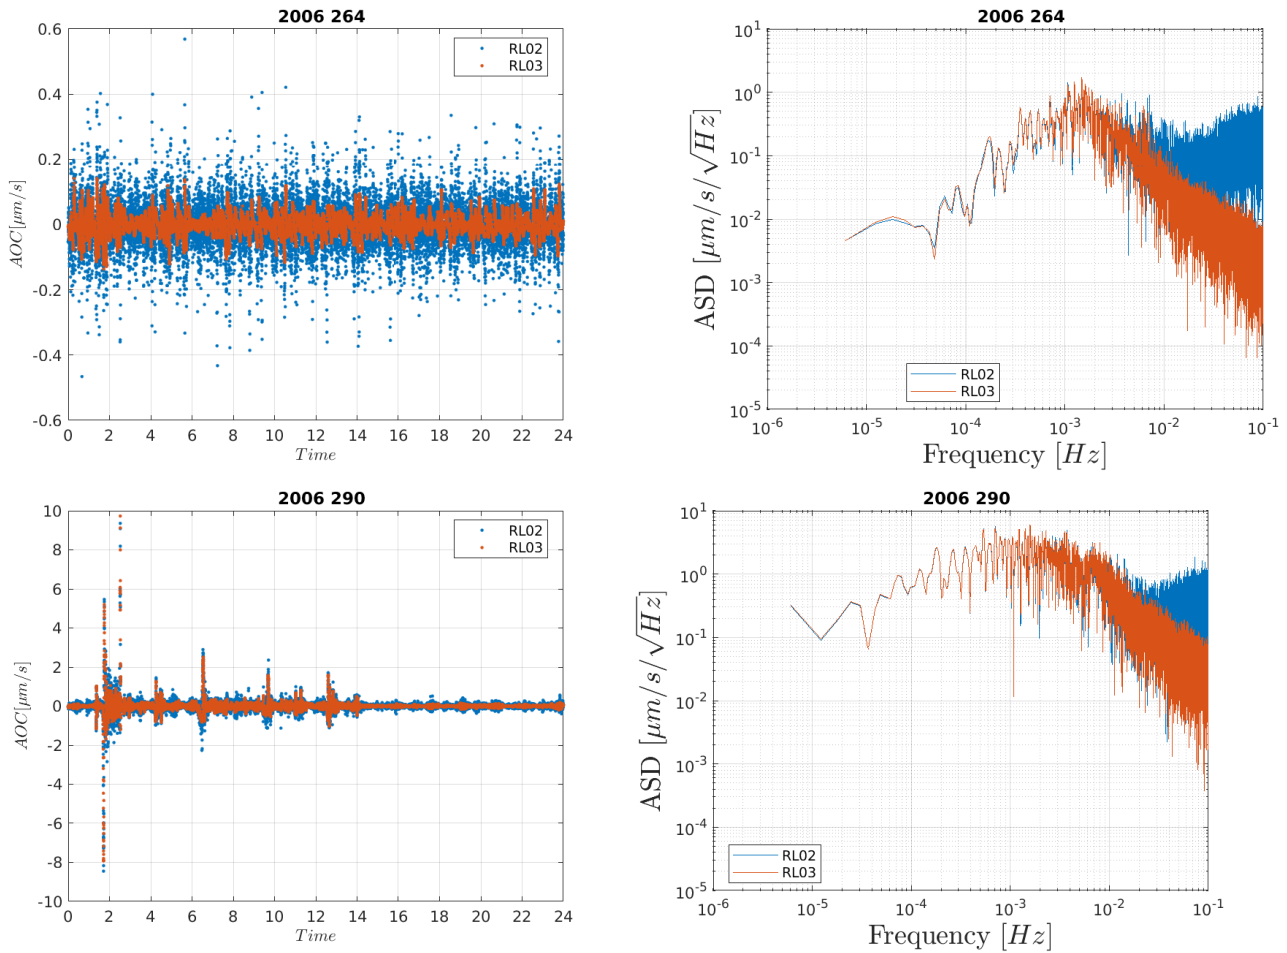 2006 264
0.6
0.4
0.2
0
-0.2
-0.4
-0.6
AOC[μm/s]
RL02
RL03
0 2 4 6 8 10 12 14 16 18 20 22 24
Time
2006 264
10^1
10^0
10^-1
10^-2
10^-3
10^-4
10^-5
ASD [μm/s/√Hz]
RL02
RL03
10^-6 10^-5 10^-4 10^-3 10^-2 10^-1
Frequency [Hz]
2006 290
10
8
6
4
2
0
-2
-4
-6
-8
-10
AOC[μm/s]
RL02
RL03
0 2 4 6 8 10 12 14 16 18 20 22 24
Time
2006 290
10^1
10^0
10^-1
10^-2
10^-3
10^-4
10^-5
ASD [μm/s/√Hz]
RL02
RL03
10^-6 10^-5 10^-4 10^-3 10^-2 10^-1
Frequency [Hz]